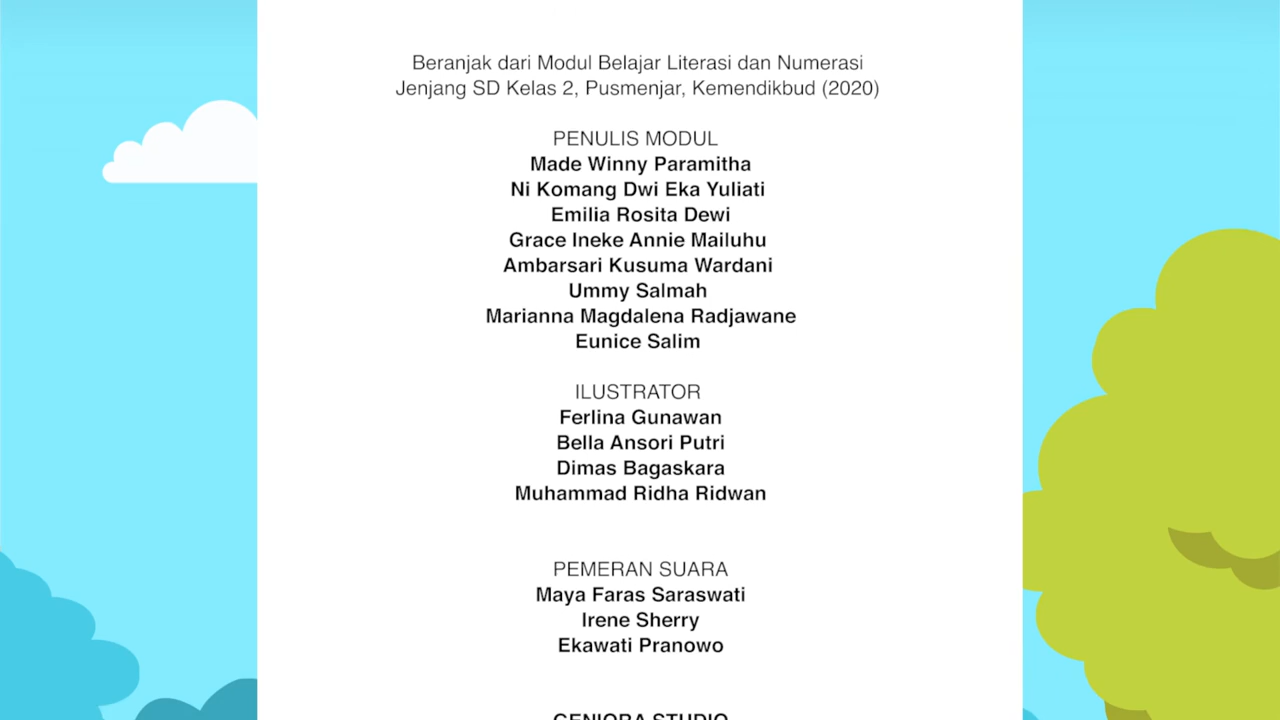 Beranjak dari Modul Belajar Literasi dan Numerasi
Jenjang SD Kelas 2, Pusmenjar, Kemendikbud (2020)
PENULIS MODUL
Made Winny Paramitha
Ni Komang Dwi Eka Yuliati
Emilia Rosita Dewi
Grace Ineke Annie Mailuhu
Ambarsari Kusuma Wardani
Ummy Salmah
Marianna Magdalena Radjawane
Eunice Salim
ILUSTRATOR
Ferlina Gunawan
Bella Ansori Putri
Dimas Bagaskara
Muhammad Ridha Ridwan
PEMERAN SUARA
Maya Faras Saraswati
Irene Sherry
Ekawati Pranowo
STUDIO